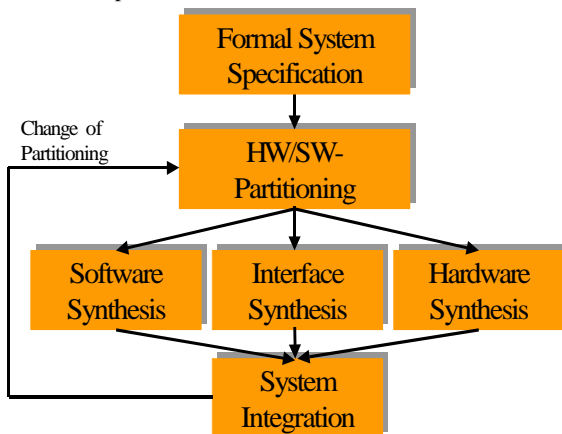 Formal System
Specification
Change of
Partitioning
HW/SW-
Partitioning
Software
Synthesis
Interface
Synthesis
Hardware
Synthesis
System
Integration